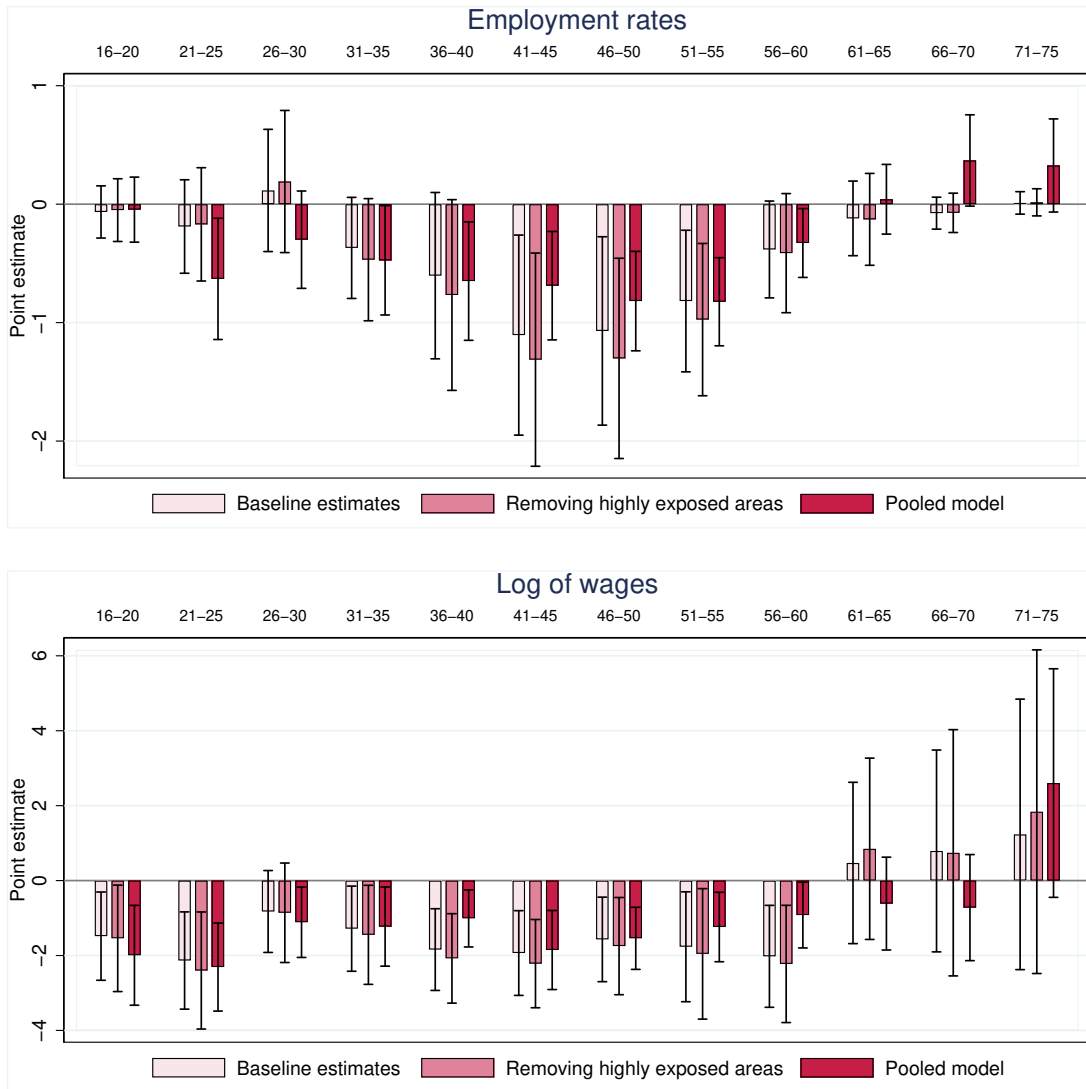 Employment rates
16−20 21−25 26−30 31−35 36−40 41−45 46−50 51−55 56−60 61−65 66−70 71−75
1
0
−1
−2
Point estimate
Baseline estimates Removing highly exposed areas Pooled model
Log of wages
16−20 21−25 26−30 31−35 36−40 41−45 46−50 51−55 56−60 61−65 66−70 71−75
6
4
2
0
−2
−4
Point estimate
Baseline estimates Removing highly exposed areas Pooled model